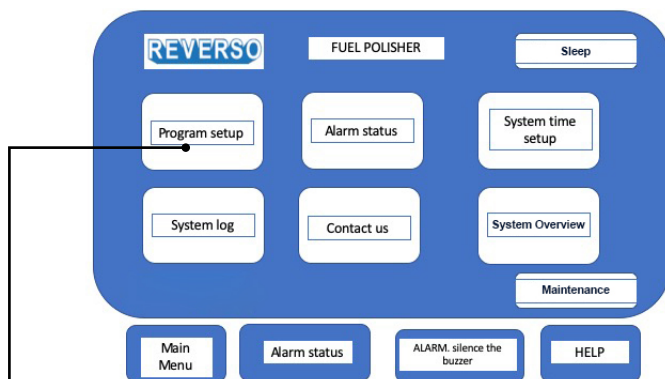 REVERSO
FUEL POLISHER
Sleep
Program setup
Alarm status
System time
setup
System log
Contact us
System Overview
Maintenance
Main
Menu
Alarm status
ALARM. silence the
buzzer
HELP